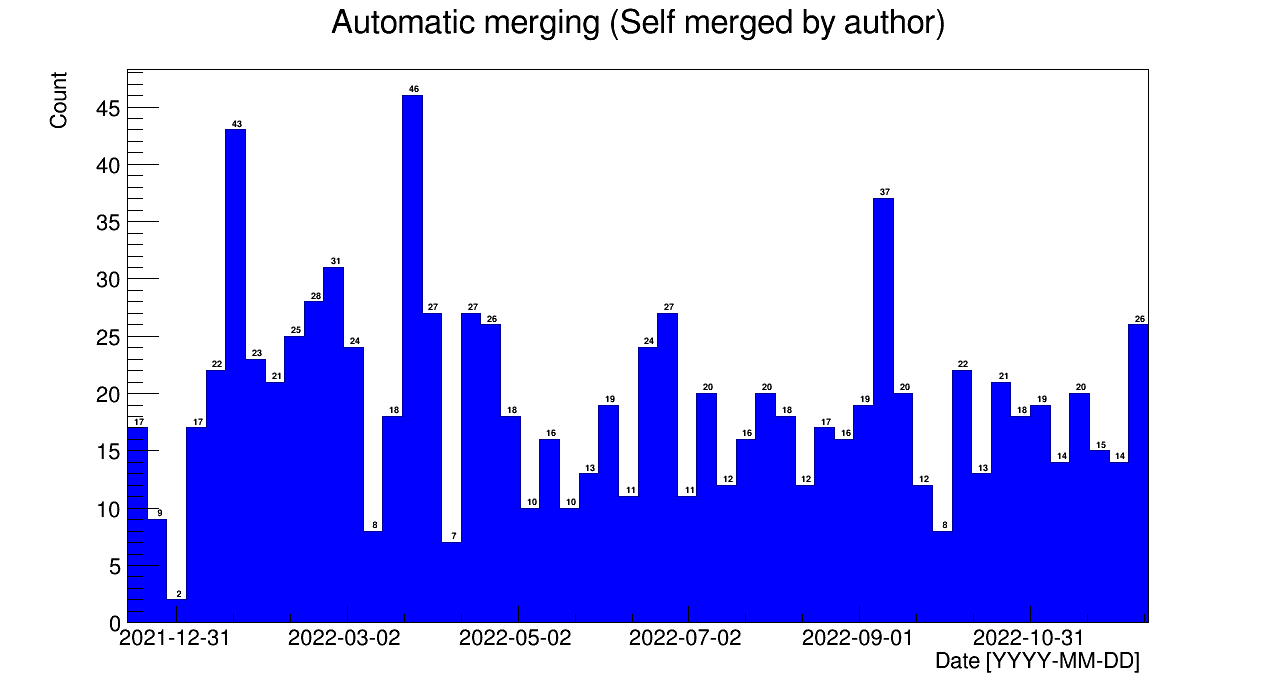 Automatic merging (Self merged by author)
Count
45
40
35
30
25
20
15
10
5
0
17 9 2 17 22 43 23 21 25 28 31 24 8 18 46 27 7 27 26 18 10 16 10 13 19 11 24 27 11 20 12 16 20 18 12 17 16 19 37 20 12 8 22 13 21 18 19 14 20 15 14 26
2021-12-31 2022-03-02 2022-05-02 2022-07-02 2022-09-01 2022-10-31
Date [YYYY-MM-DD]